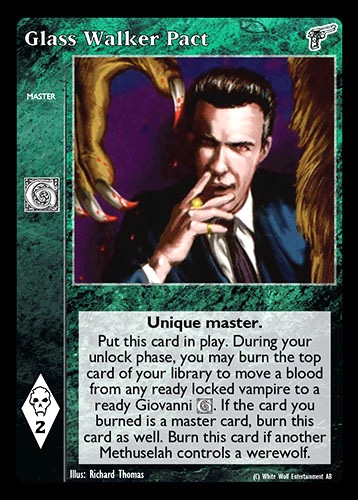 Glass Walker Pact
MASTER
Unique master.
Put this card in play. During your
unlock phase, you may burn the top
card of your library to move a blood
from any ready locked vampire to a
ready Giovanni. If the card you
burned is a master card, burn this
card as well. Burn this card if another
Methuselah controls a werewolf.
2
Illus: Richard Thomas
(C) White Wolf Entertainment AB